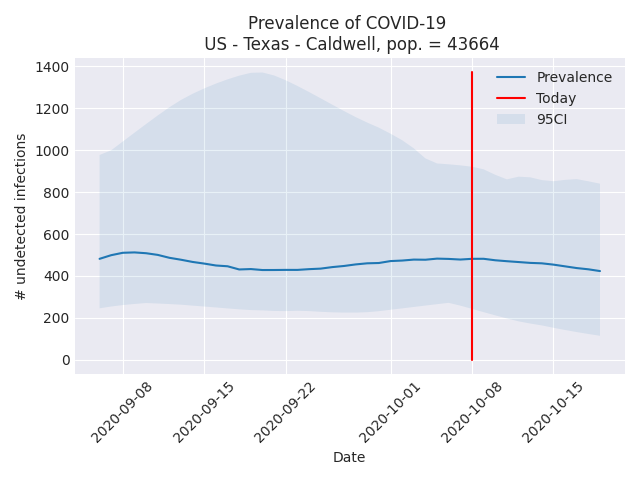 Prevalence of COVID-19
US - Texas - Caldwell, pop. = 43664
# undetected infections
1400
1200
1000
800
600
400
200
0
Prevalence
Today
95CI
2020-09-08
2020-09-15
2020-09-22
2020-10-01
2020-10-08
2020-10-15
Date